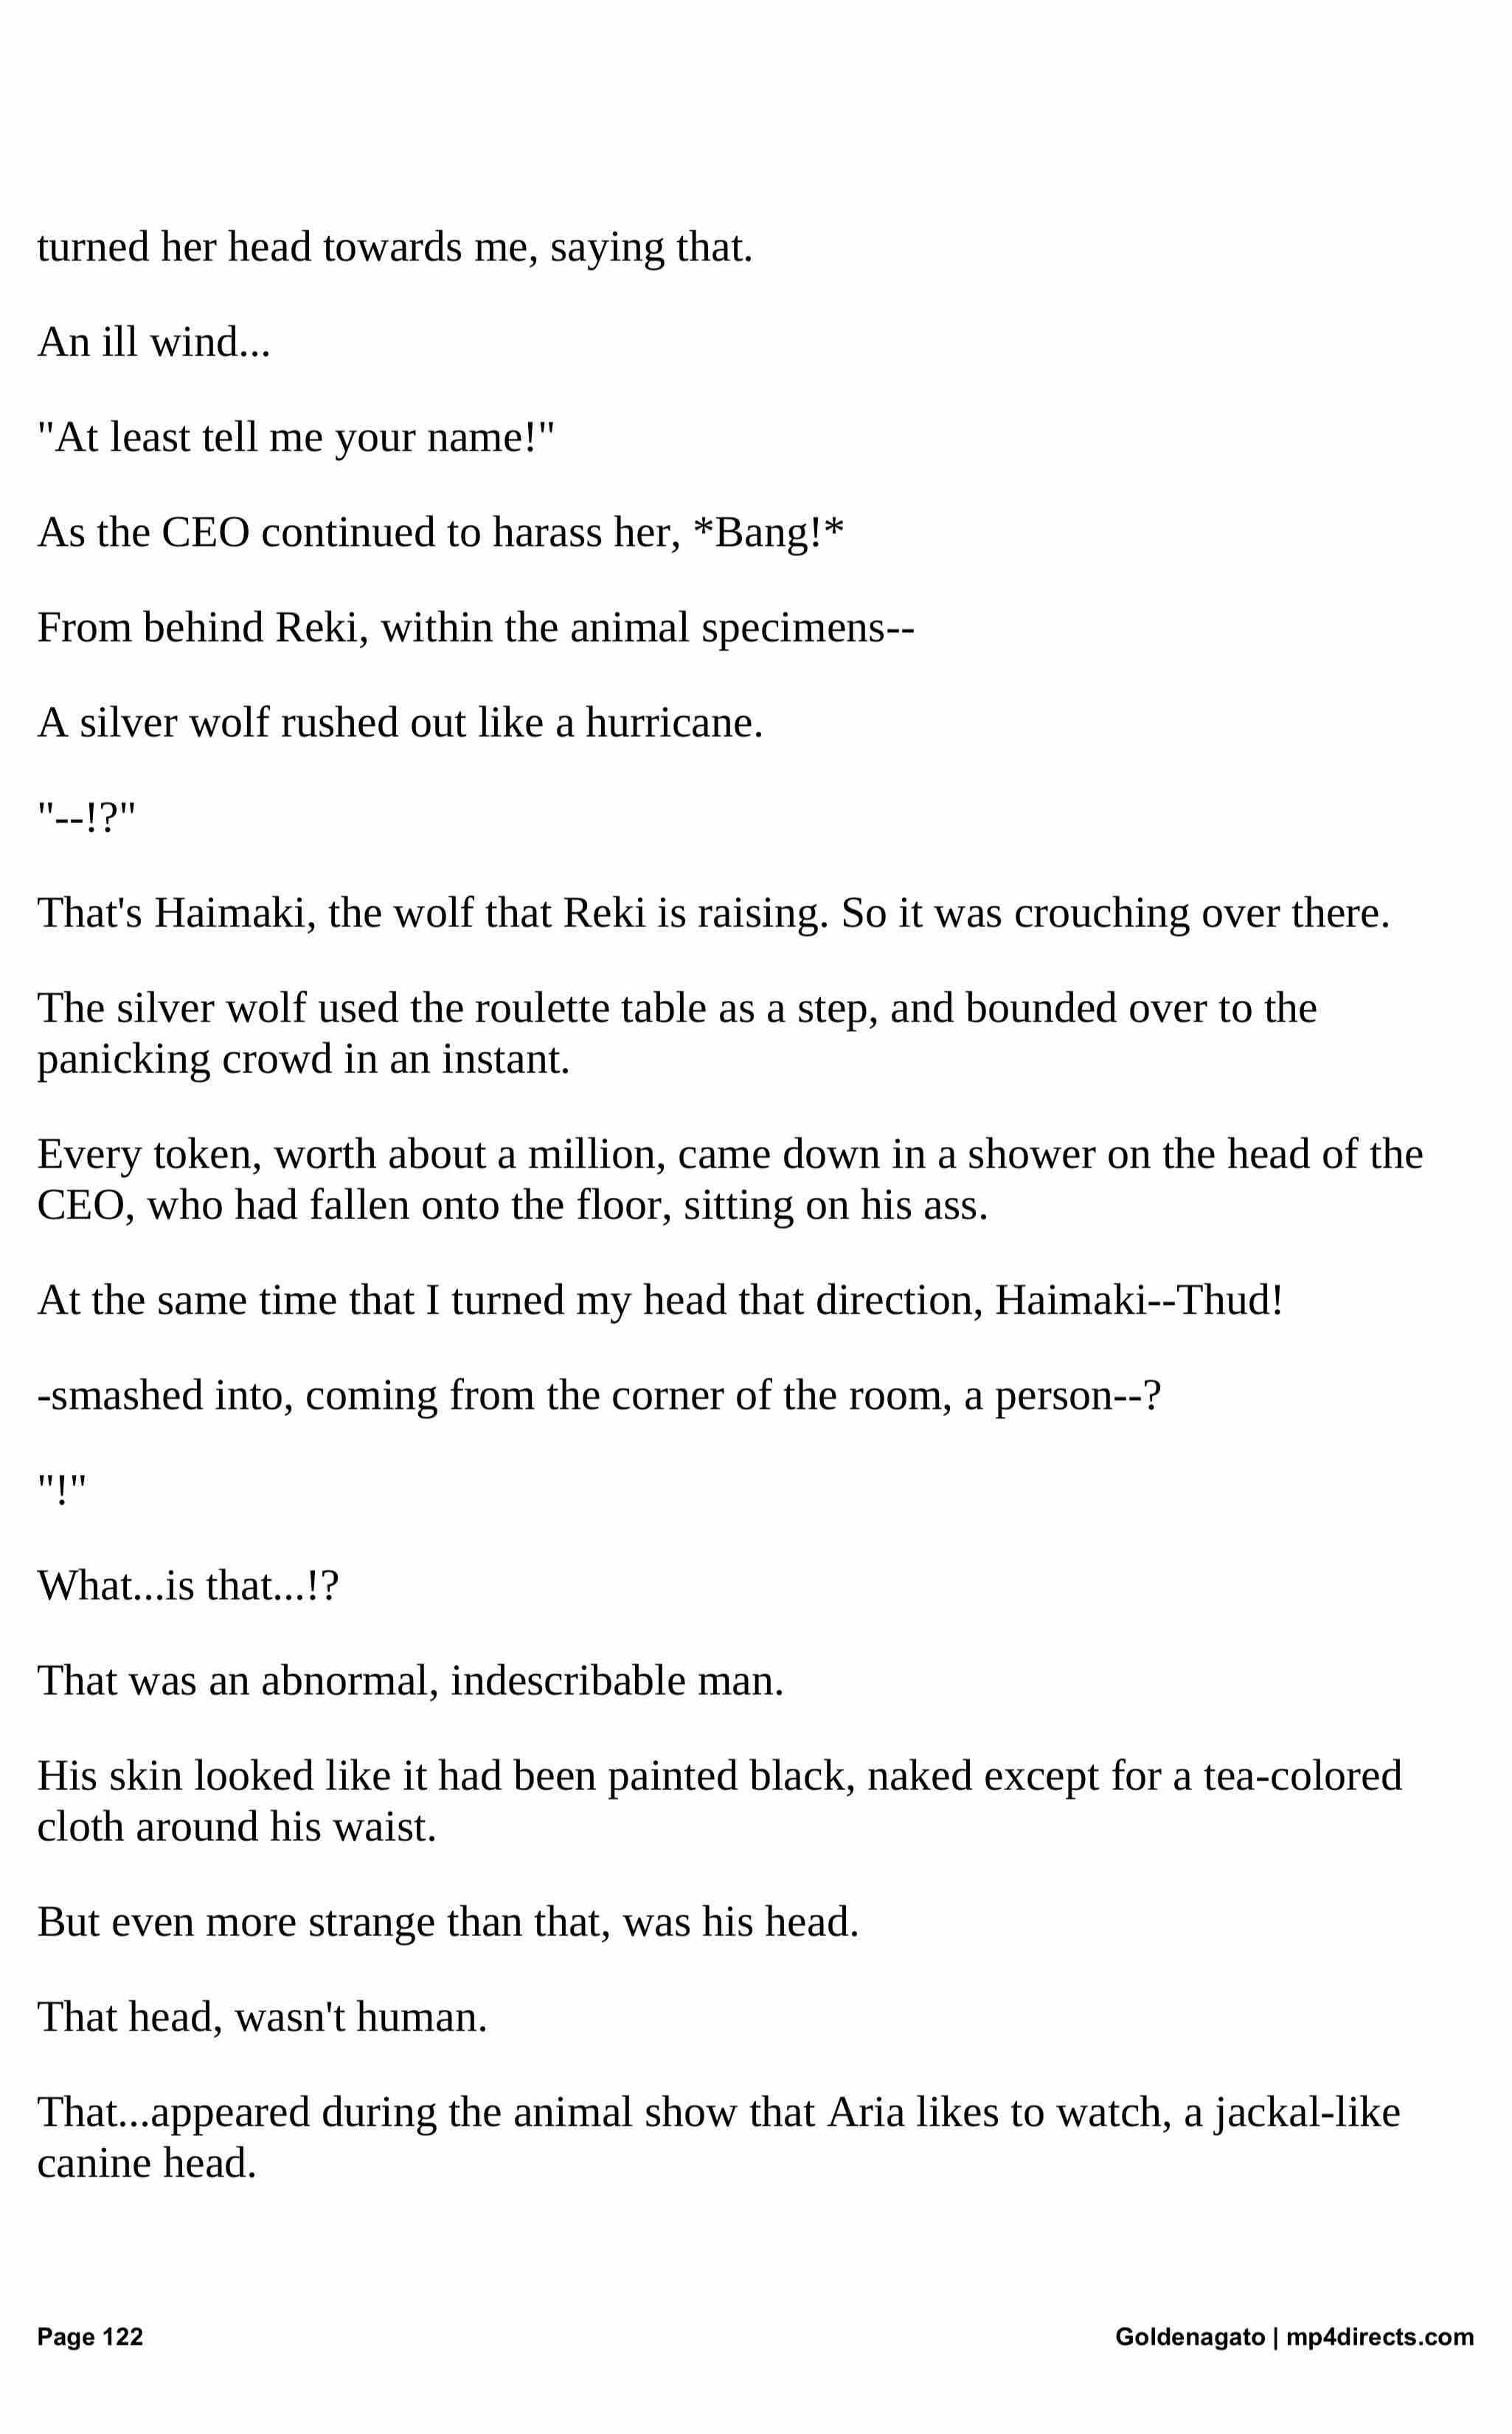 turned her head towards me, saying that.
An ill wind...
"At least tell me your name!"
As the CEO continued to harass her, *Bang!*
From behind Reki, within the animal specimens--
A silver wolf rushed out like a hurricane.
"--!?"
That's Haimaki, the wolf that Reki is raising. So it was crouching over there.
The silver wolf used the roulette table as a step, and bounded over to the
panicking crowd in an instant.
Every token, worth about a million, came down in a shower on the head of the
CEO, who had fallen onto the floor, sitting on his ass.
At the same time that I turned my head that direction, Haimaki--Thud!
-smashed into, coming from the corner of the room, a person--?
"!"
What...is that...!?
That was an abnormal, indescribable man.
His skin looked like it had been painted black, naked except for a tea-colored
cloth around his waist.
But even more strange than that, was his head.
That head, wasn't human.
That...appeared during the animal show that Aria likes to watch, a jackal-like
canine head.
Page 122
Goldenagato | mp4directs.com